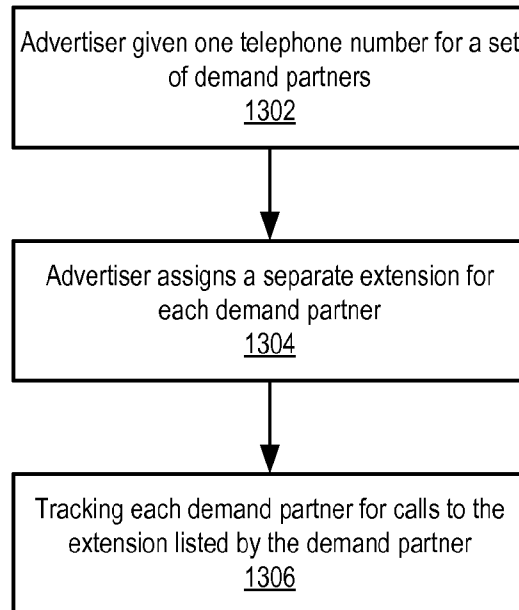 Advertiser given one telephone number for a set
of demand partners
1302
Advertiser assigns a separate extension for
each demand partner
1304
Tracking each demand partner for calls to the
extension listed by the demand partner
1306